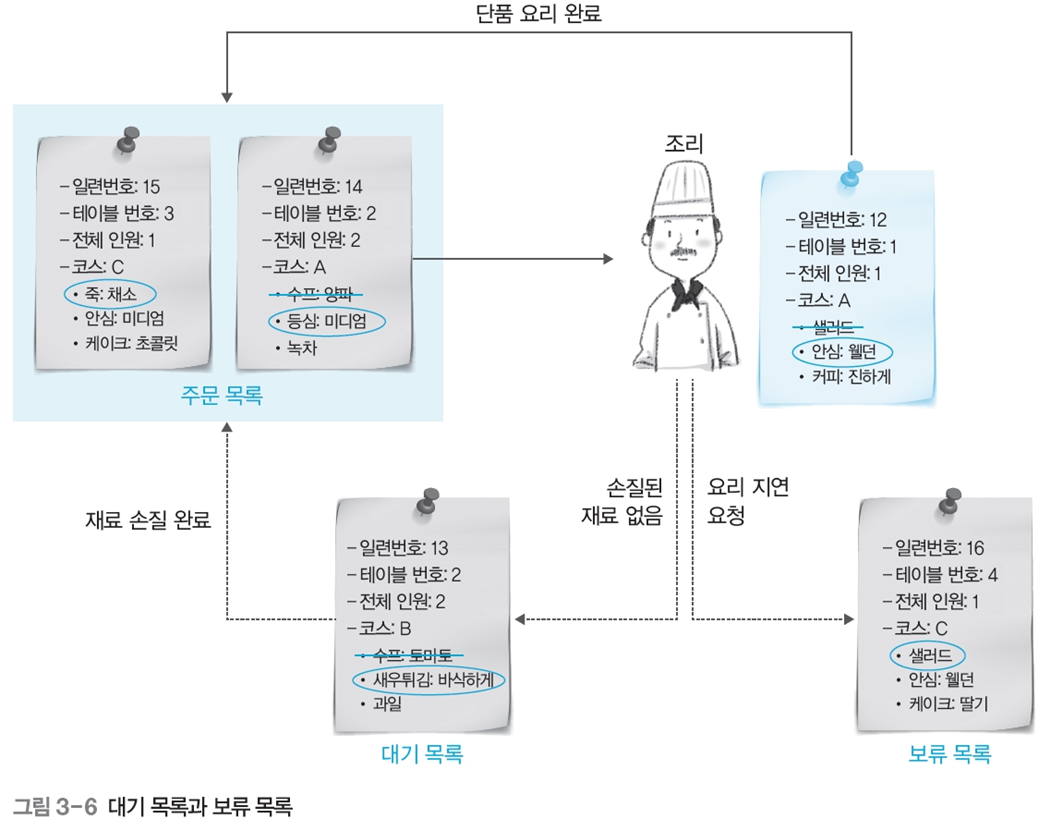 단품 요리 완료
조리
– 일련번호: 15
– 테이블 번호: 3
– 전체 인원: 1
– 코스: C
• 죽: 채소
• 안심: 미디엄
• 케이크: 초콜릿
– 일련번호: 14
– 테이블 번호: 2
– 전체 인원: 2
– 코스: A
• 수프: 양파
• 등심: 미디엄
• 녹차
주문 목록
– 일련번호: 12
– 테이블 번호: 1
– 전체 인원: 1
– 코스: A
• 샐러드
• 안심: 웰던
• 커피: 진하게
재료 손질 완료
손질된
재료 없음
요리 지연
요청
– 일련번호: 13
– 테이블 번호: 2
– 전체 인원: 2
– 코스: B
• 수프: 토마토
• 새우튀김: 바삭하게
• 과일
대기 목록
– 일련번호: 16
– 테이블 번호: 4
– 전체 인원: 1
– 코스: C
• 샐러드
• 안심: 웰던
• 케이크: 딸기
보류 목록
그림 3-6 대기 목록과 보류 목록